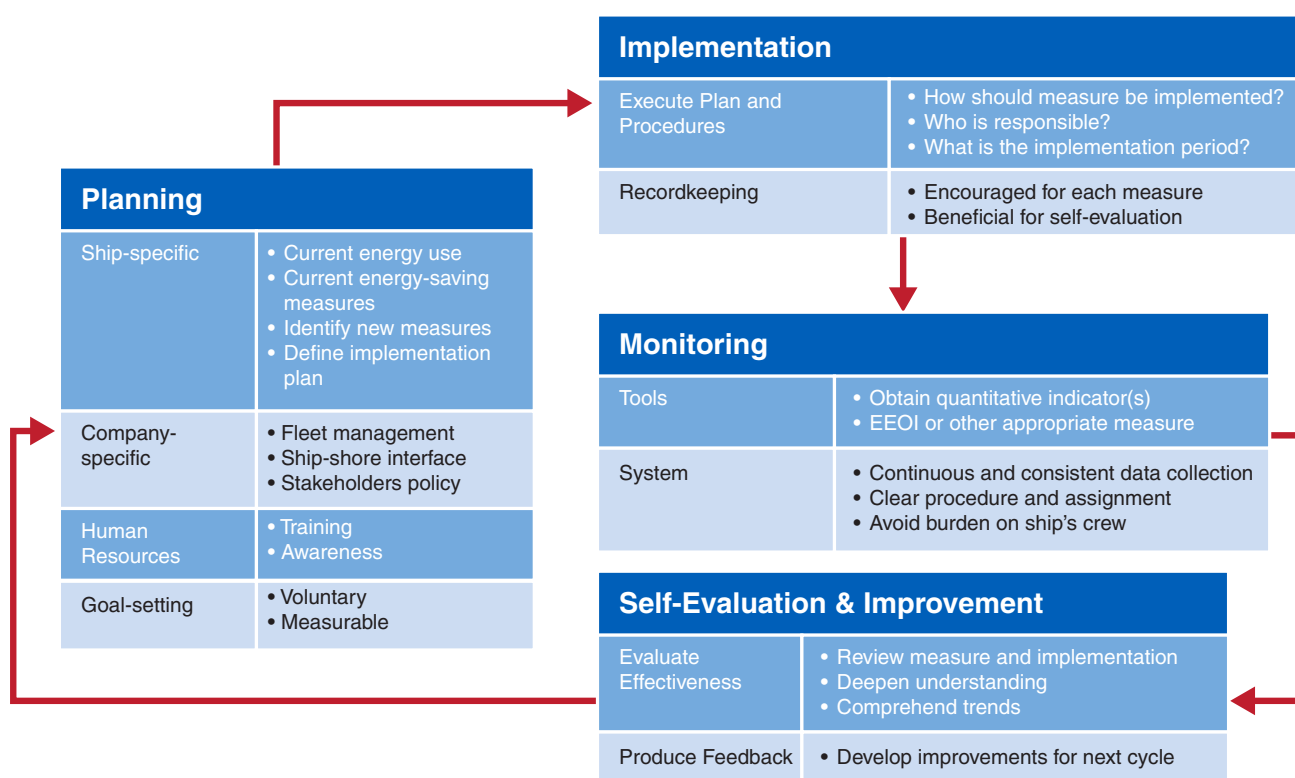 Implementation
Execute Plan and
Procedures
• How should measure be implemented?
• Who is responsible?
• What is the implementation period?
Recordkeeping
• Encouraged for each measure
• Beneficial for self-evaluation
Planning
Ship-specific
• Current energy use
• Current energy-saving
measures
• Identify new measures
• Define implementation
plan
Company-
specific
• Fleet management
• Ship-shore interface
• Stakeholders policy
Human
Resources
• Training
• Awareness
Goal-setting
• Voluntary
• Measurable
Monitoring
Tools
• Obtain quantitative indicator(s)
• EEOI or other appropriate measure
System
• Continuous and consistent data collection
• Clear procedure and assignment
• Avoid burden on ship's crew
Self-Evaluation & Improvement
Evaluate
Effectiveness
• Review measure and implementation
• Deepen understanding
• Comprehend trends
Produce Feedback
• Develop improvements for next cycle